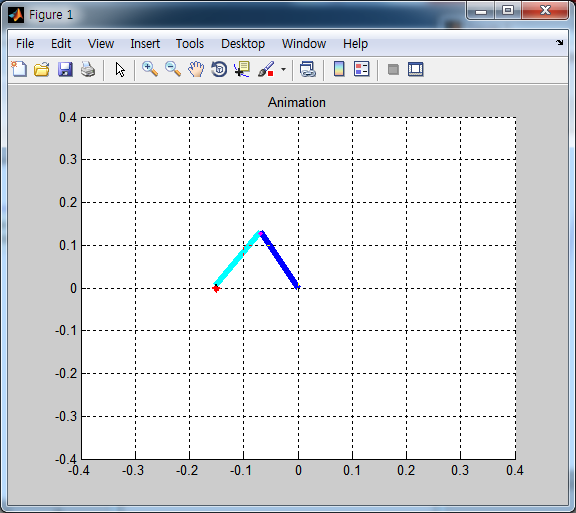 Figure 1
File Edit View Insert Tools Desktop Window Help
Animation
0.4
0.3
0.2
0.1
0
-0.1
-0.2
-0.3
-0.4
-0.4 -0.3 -0.2 -0.1 0 0.1 0.2 0.3 0.4